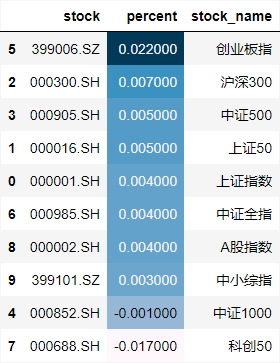 stock percent stock_name
5 399006.SZ 0.022000 创业板指
2 000300.SH 0.007000 沪深300
3 000905.SH 0.005000 中证500
1 000016.SH 0.005000 上证50
0 000001.SH 0.004000 上证指数
6 000985.SH 0.004000 中证全指
8 000002.SH 0.004000 A股指数
9 399101.SZ 0.003000 中小综指
4 000852.SH -0.001000 中证1000
7 000688.SH -0.017000 科创50